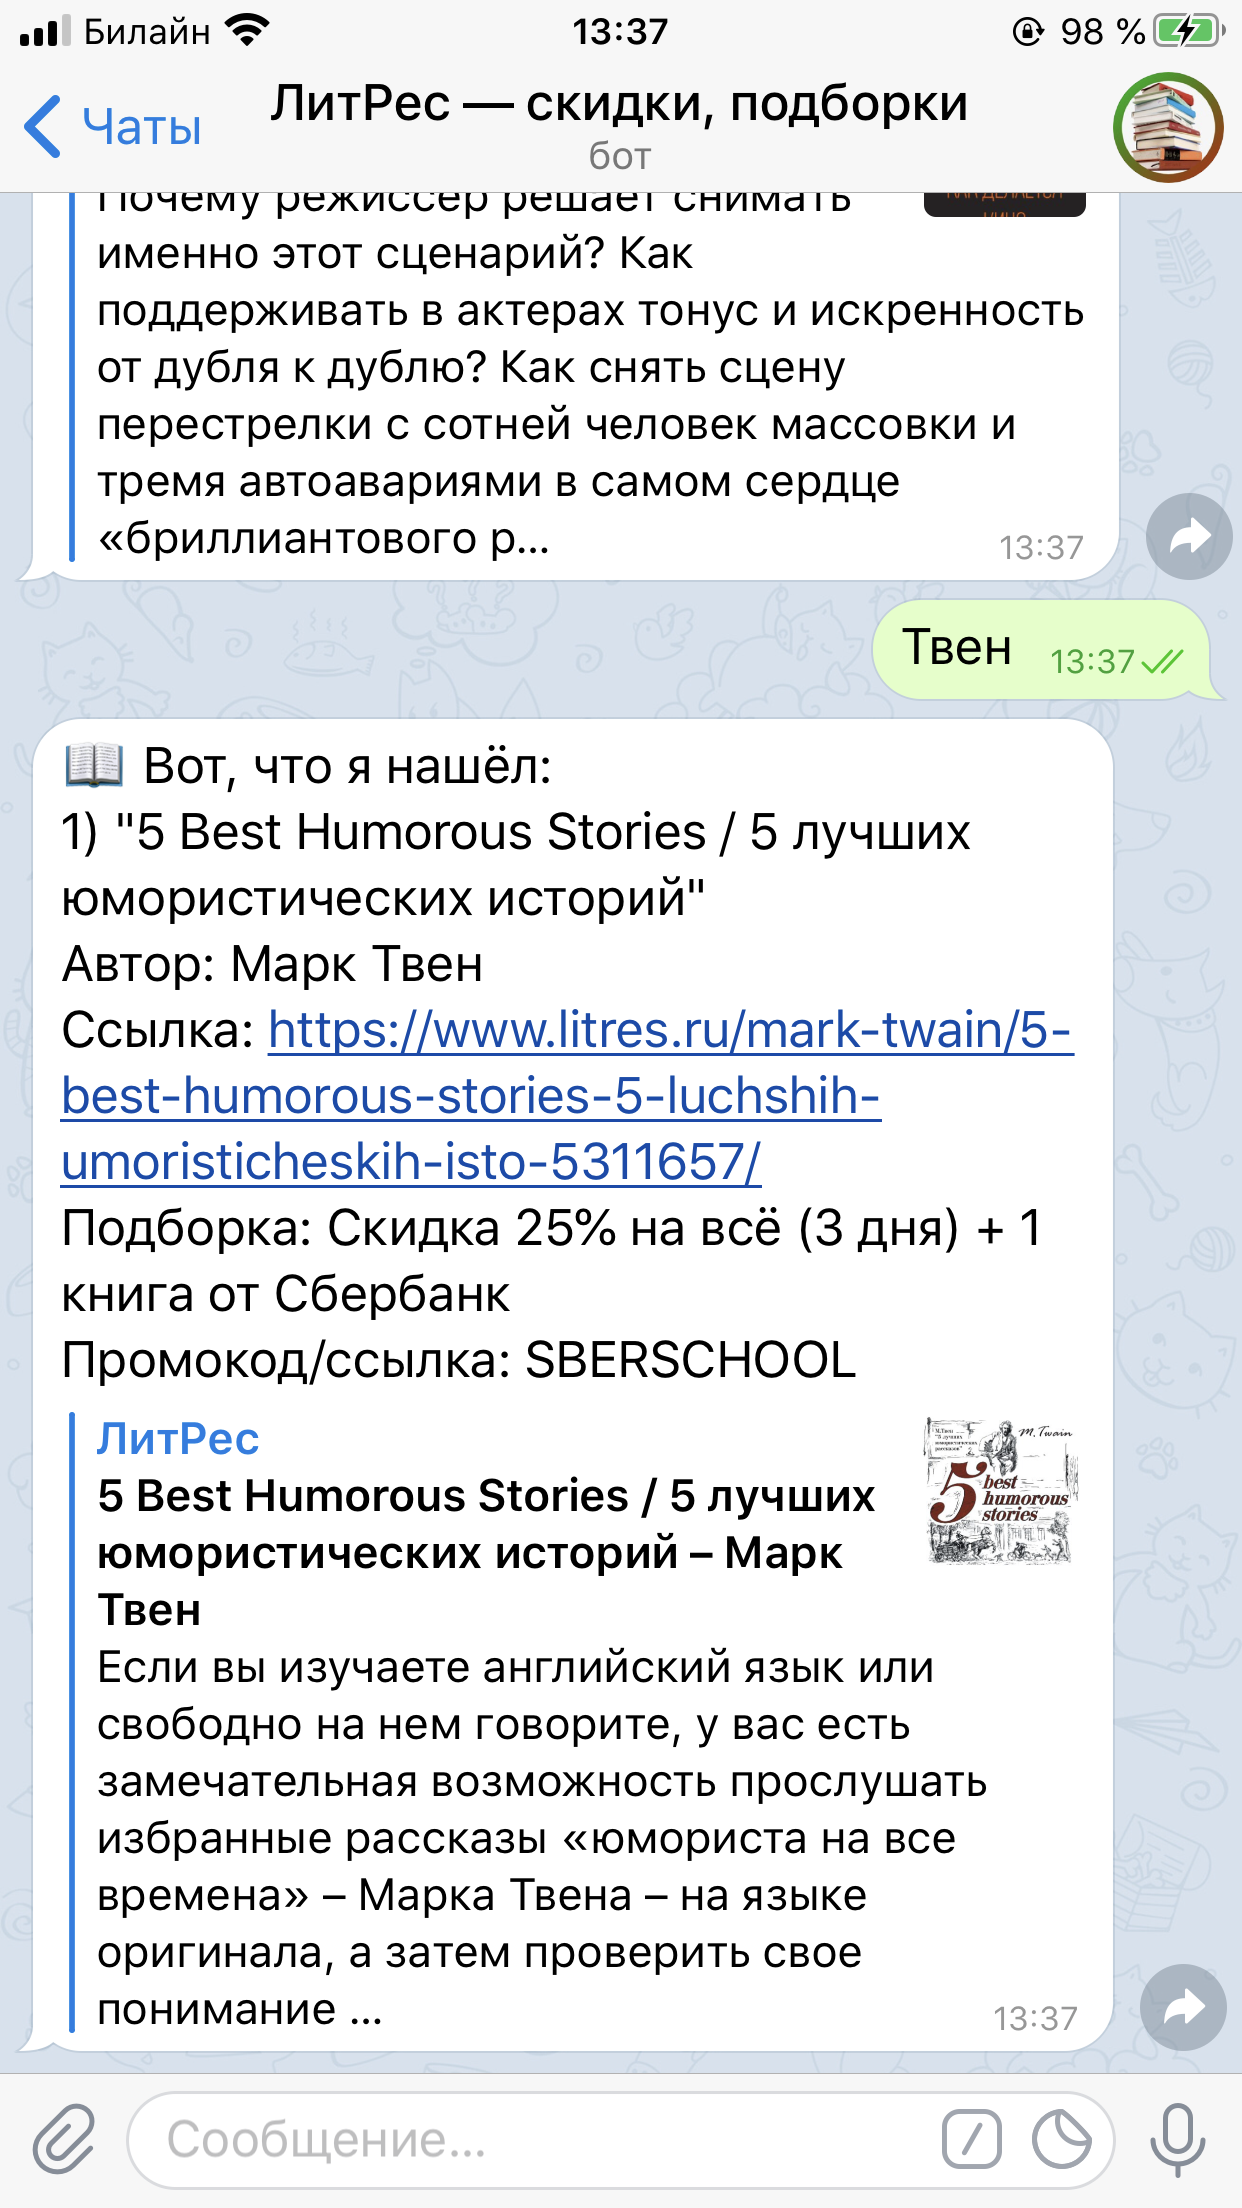 Билайн 13:37 98 %
Чаты ЛитРес — скидки, подборки
бот
Почему режиссер решает снимать
именно этот сценарий? Как
поддерживать в актерах тонус и искренность
от дубля к дублю? Как снять сцену
перестрелки с сотней человек массовки и
тремя автоавариями в самом сердце
«бриллиантового р...
13:37
Твен 13:37
Вот, что я нашёл:
1) "5 Best Humorous Stories / 5 лучших
юмористических историй"
Автор: Марк Твен
Ссылка: https://www.litres.ru/mark-twain/5-
best-humorous-stories-5-luchshih-
umoristicheskih-isto-5311657/
Подборка: Скидка 25% на всё (3 дня) + 1
книга от Сбербанк
Промокод/ссылка: SBERSCHOOL
ЛитРес
5 Best Humorous Stories / 5 лучших
юмористических историй – Марк
Твен
M. Twain
5 best
humorous
stories
Если вы изучаете английский язык или
свободно на нем говорите, у вас есть
замечательная возможность прослушать
избранные рассказы «юмориста на все
времена» – Марка Твена – на языке
оригинала, а затем проверить свое
понимание ...
13:37
Сообщение...